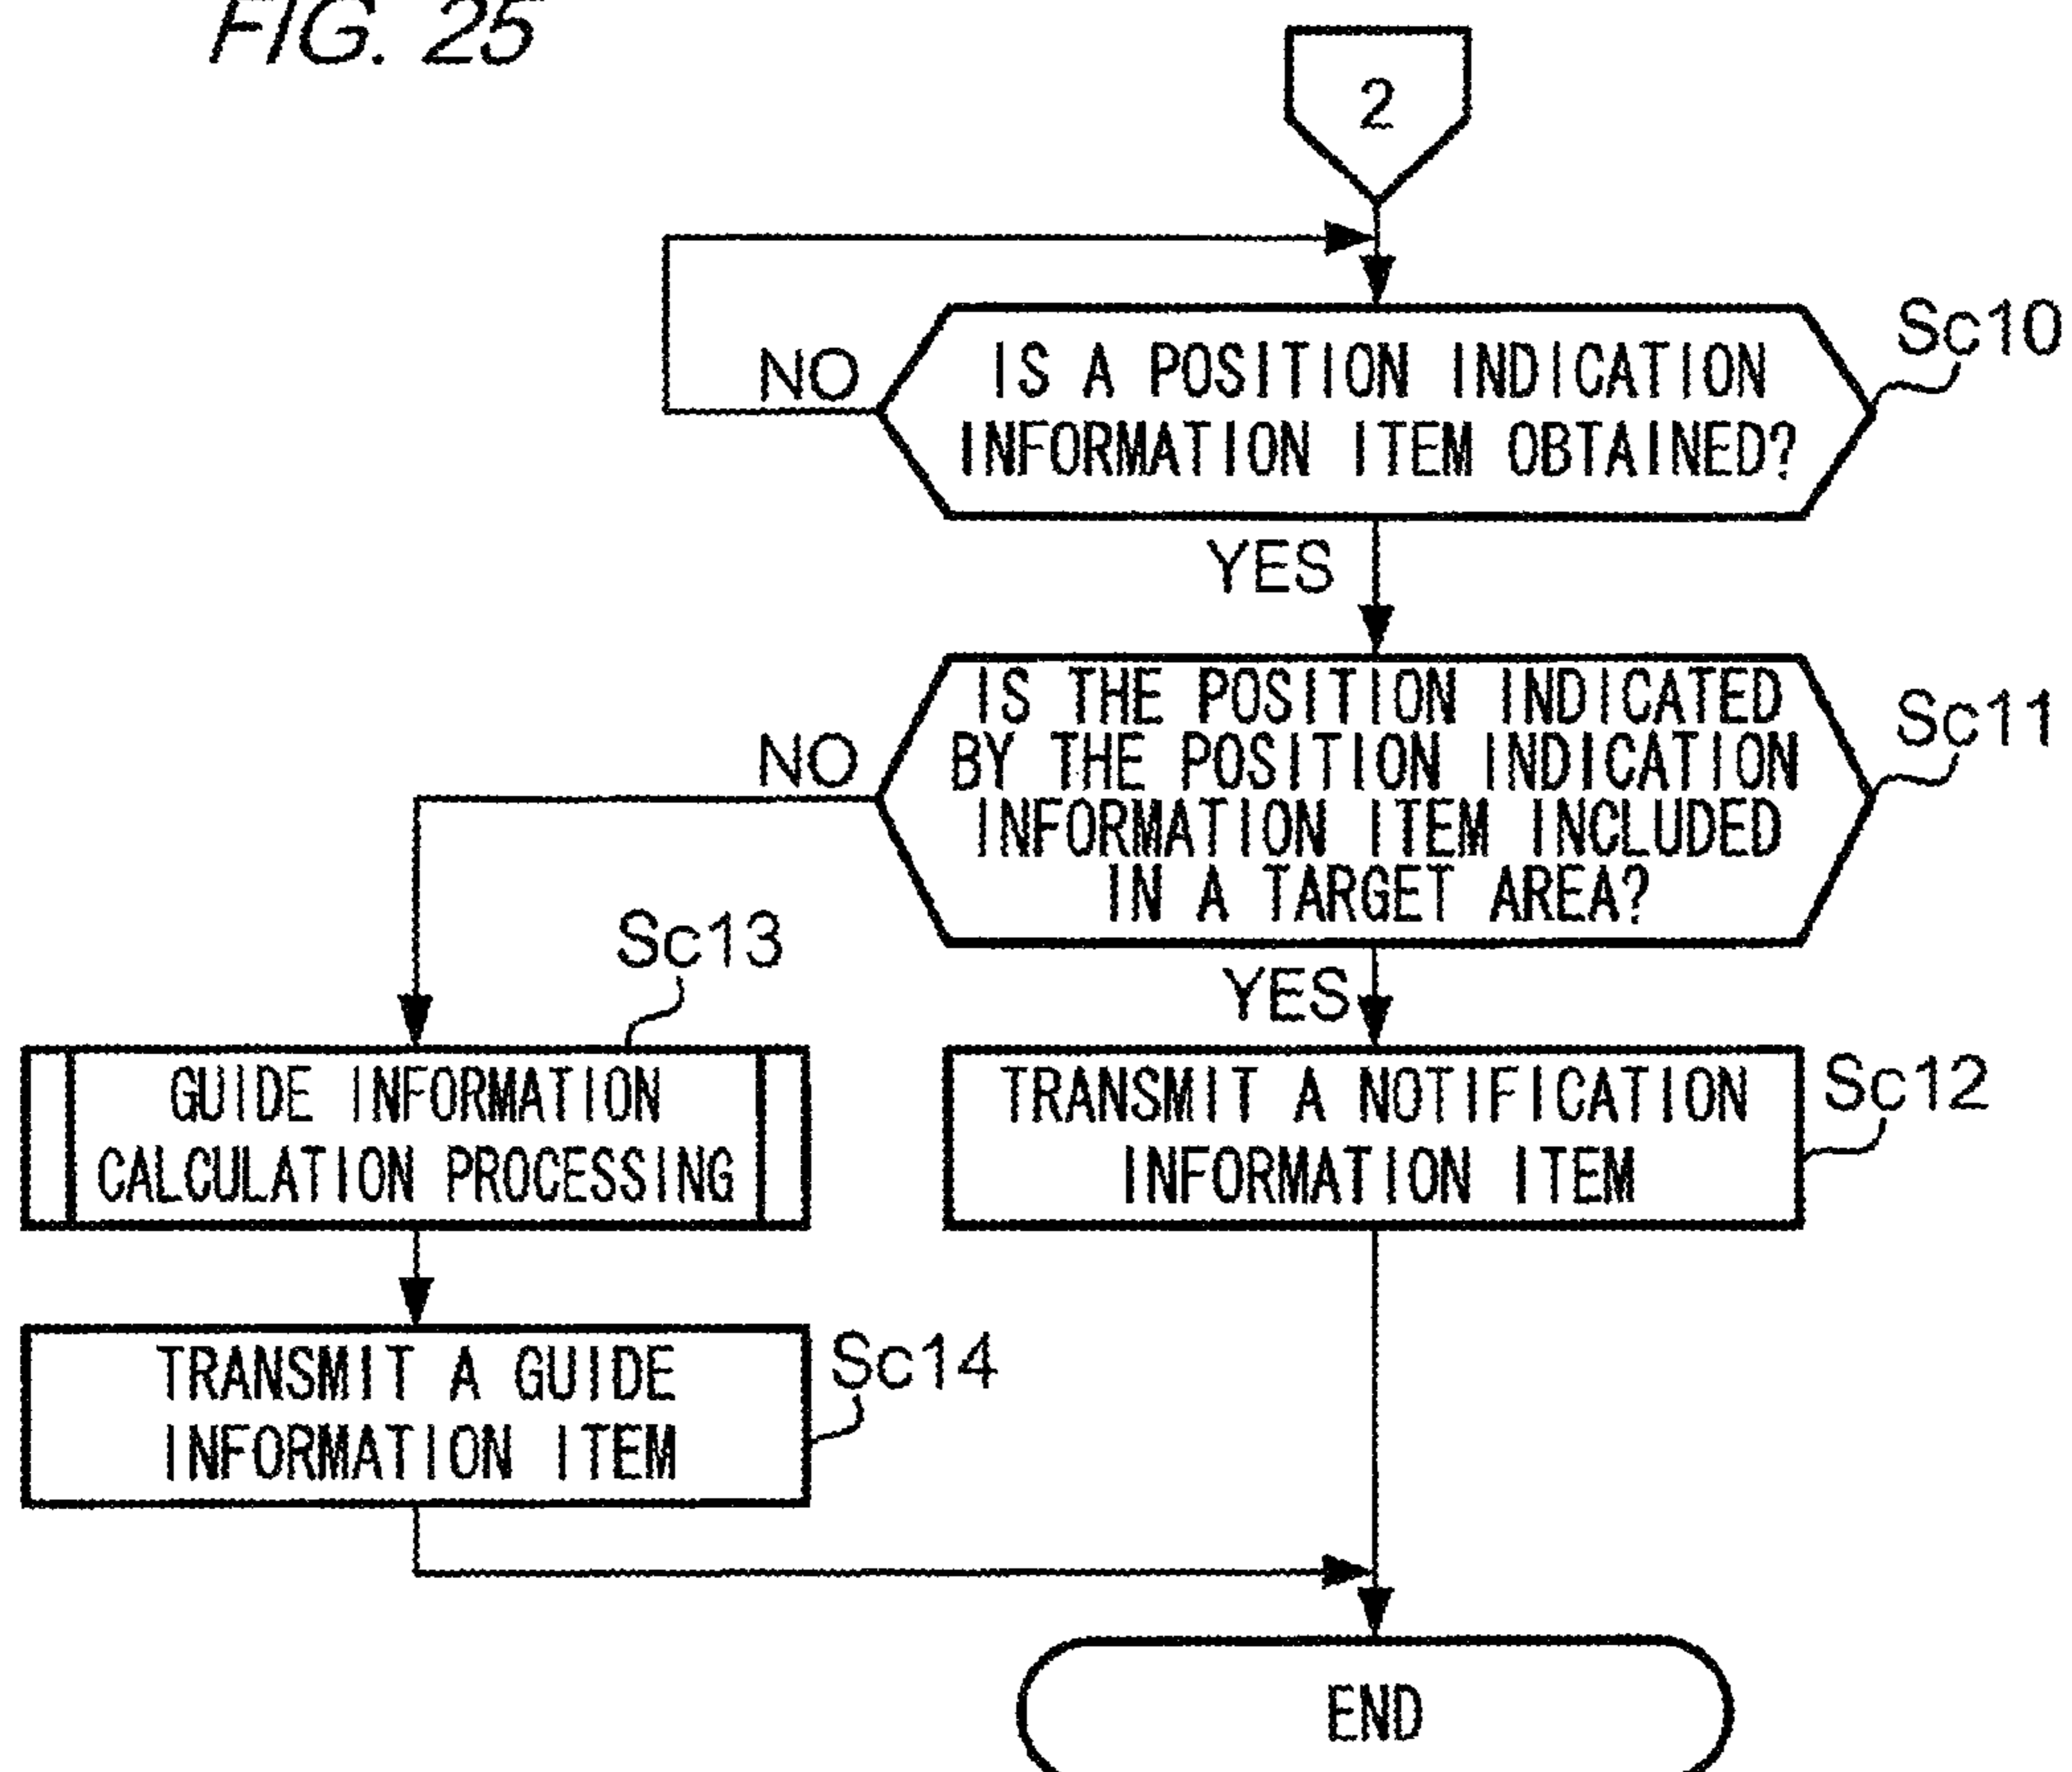 FIG. 25
2
Sc10
NO
IS A POSITION INDICATION
INFORMATION ITEM OBTAINED?
YES
Sc11
NO
IS THE POSITION INDICATED
BY THE POSITION INDICATION
INFORMATION ITEM INCLUDED
IN A TARGET AREA?
Sc13
YES
GUIDE INFORMATION
CALCULATION PROCESSING
TRANSMIT A NOTIFICATION
INFORMATION ITEM
Sc12
TRANSMIT A GUIDE
INFORMATION ITEM
Sc14
END